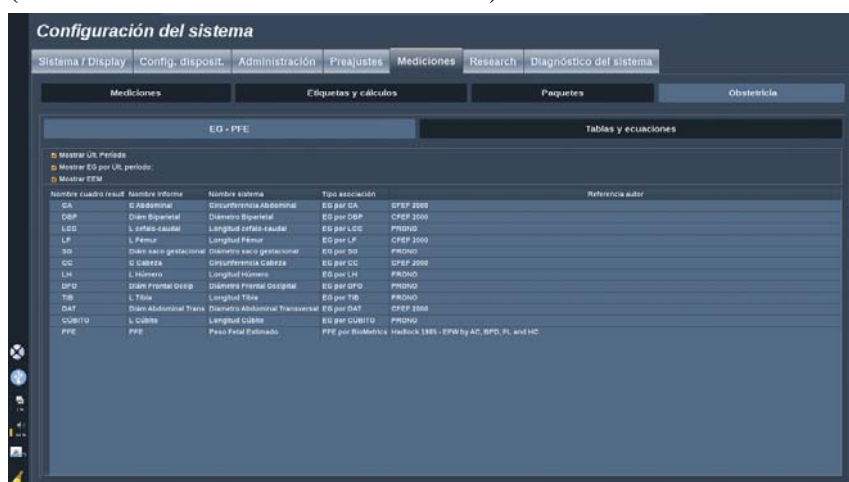 Configuración del sistema
Sistema / Display Config. disposit. Administración Preajustes Mediciones Research Diagnóstico del sistema
Mediciones Etiquetas y cálculos Paquetes Obstetricia
EG - PFE Tablas y ecuaciones
Mostrar Últ. Período
Mostrar EG por Últ. período:
Mostrar EEM
Nombre cuadro result Nombre informe Nombre sistema Tipo asociación Referencia autor
CA C Abdominal Circunferencia Abdominal EG por CA CFEF 2000
DBP Diám Biparietal Diámetro Biparietal EG por DBP CFEF 2000
LCC L cefalo-caudal Longitud cefalo-caudal EG por LCC PRONO
LF L Fémur Longitud Fémur EG por LF CFEF 2000
SG Diám saco gestacional Diámetro saco gestacional EG por SG PRONO
CC C Cabeza Circunferencia Cabeza EG por CC CFEF 2000
LH L Húmero Longitud Húmero EG por LH PRONO
DFO Diám Frontal Occip Diámetro Frontal Occipital EG por DFO PRONO
TIB L Tibia Longitud Tibia EG por TIB PRONO
DAT Diám Abdominal Trans Diámetro Abdominal Transversal EG por DAT CFEF 2000
CÚBITO L Cúbito Longitud Cúbito EG por CÚBITO PRONO
PFE PFE Peso Fetal Estimado PFE por BioMetrics Hadlock 1985 - EFW by AC, BPD, FL and HC